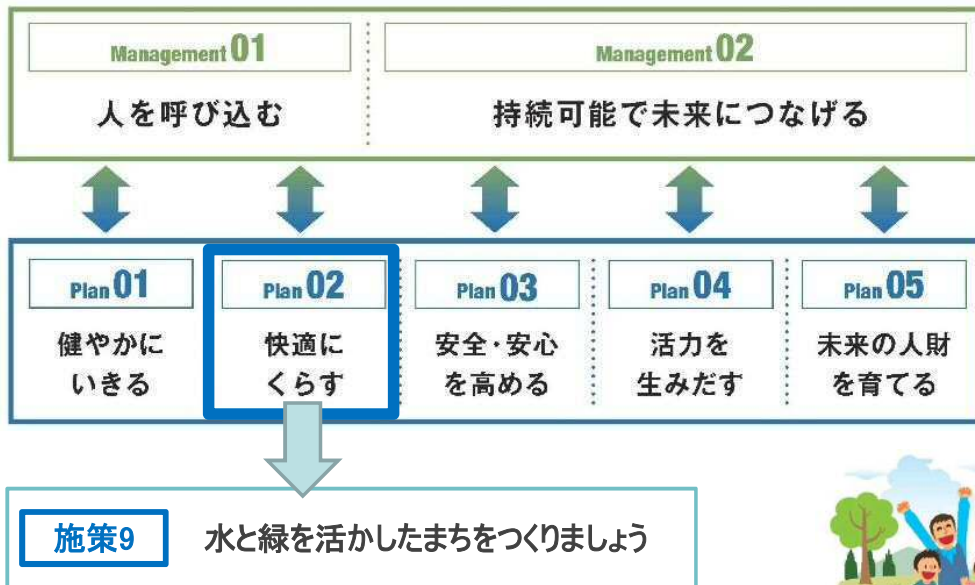 Management 01
Management 02
人を呼び込む
持続可能で未来につなげる
Plan 01
Plan 02
Plan 03
Plan 04
Plan 05
健やかに
いきる
快適に
くらす
安全・安心
を高める
活力を
生みだす
未来の人財
を育てる
施策9
水と緑を活かしたまちをつくりましょう